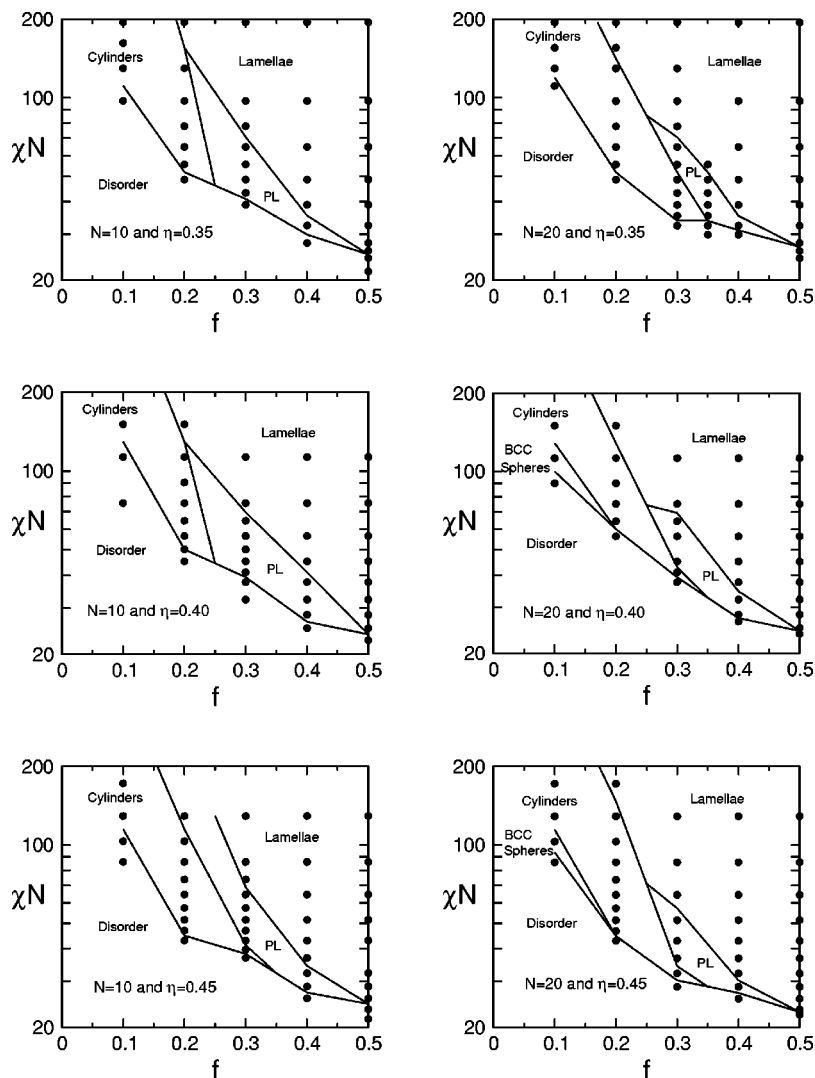 200
Cylinders
Lamellae
100
χN
Disorder
PL
N=10 and η=0.35
20
0 0.1 0.2 0.3 0.4 0.5
f
200
Cylinders
Lamellae
100
χN
PL
Disorder
N=20 and η=0.35
20
0 0.1 0.2 0.3 0.4 0.5
f
200
Cylinders
Lamellae
100
χN
Disorder
PL
N=10 and η=0.40
20
0 0.1 0.2 0.3 0.4 0.5
f
200
Cylinders
Lamellae
BCC
Spheres
100
χN
Disorder
PL
N=20 and η=0.40
20
0 0.1 0.2 0.3 0.4 0.5
f
200
Cylinders
Lamellae
100
χN
Disorder
PL
N=10 and η=0.45
20
0 0.1 0.2 0.3 0.4 0.5
f
200
Cylinders
Lamellae
BCC
Spheres
100
χN
Disorder
PL
N=20 and η=0.45
20
0 0.1 0.2 0.3 0.4 0.5
f